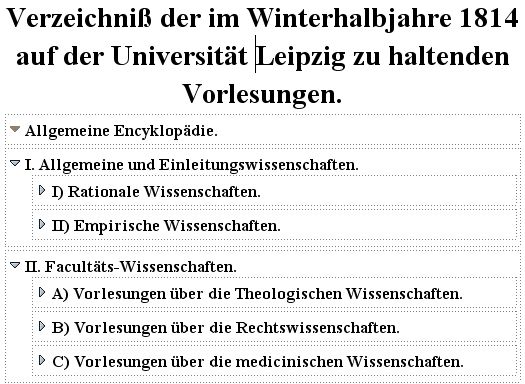 Verzeichniß der im Winterhalbjahre 1814
auf der Universität Leipzig zu haltenden
Vorlesungen.
Allgemeine Encyklopädie.
I. Allgemeine und Einleitungswissenschaften.
I) Rationale Wissenschaften.
II) Empirische Wissenschaften.
II. Facultäts-Wissenschaften.
A) Vorlesungen über die Theologischen Wissenschaften.
B) Vorlesungen über die Rechtswissenschaften.
C) Vorlesungen über die medicinischen Wissenschaften.